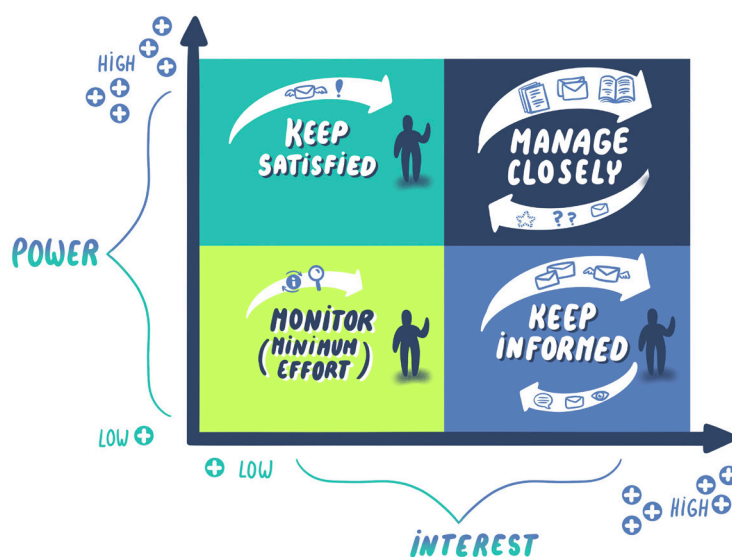 HIGH
KEEP
SATISFIED
MANAGE
CLOSELY
??
POWER
MONITOR
(MINIMUM
EFFORT)
KEEP
INFORMED
LOW
LOW
HIGH
INTEREST